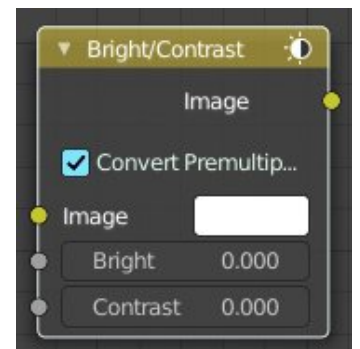 Bright/Contrast
Image
Convert Premultip...
Image
Bright 0.000
Contrast 0.000